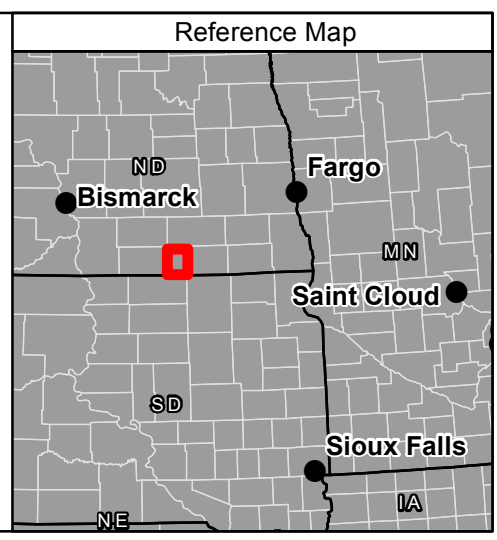 Reference Map
ND
Fargo
Bismarck
MN
Saint Cloud
SD
Sioux Falls
IA
NE